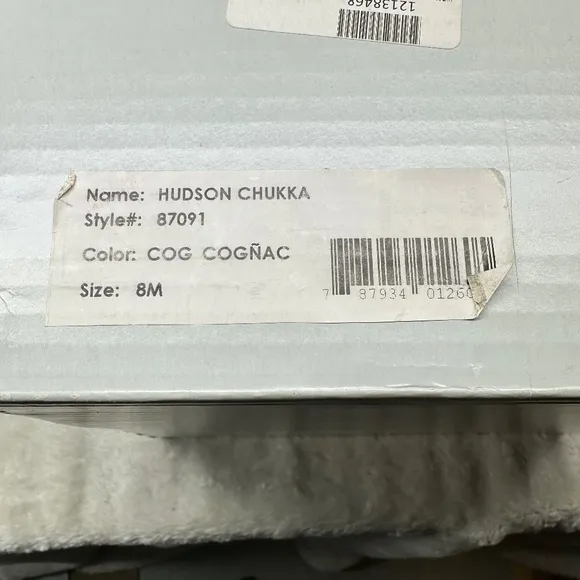 12138468
Name: HUDSON CHUKKA
Style#: 87091
Color: COG COGÑAC
Size: 8M
7 87934 0126